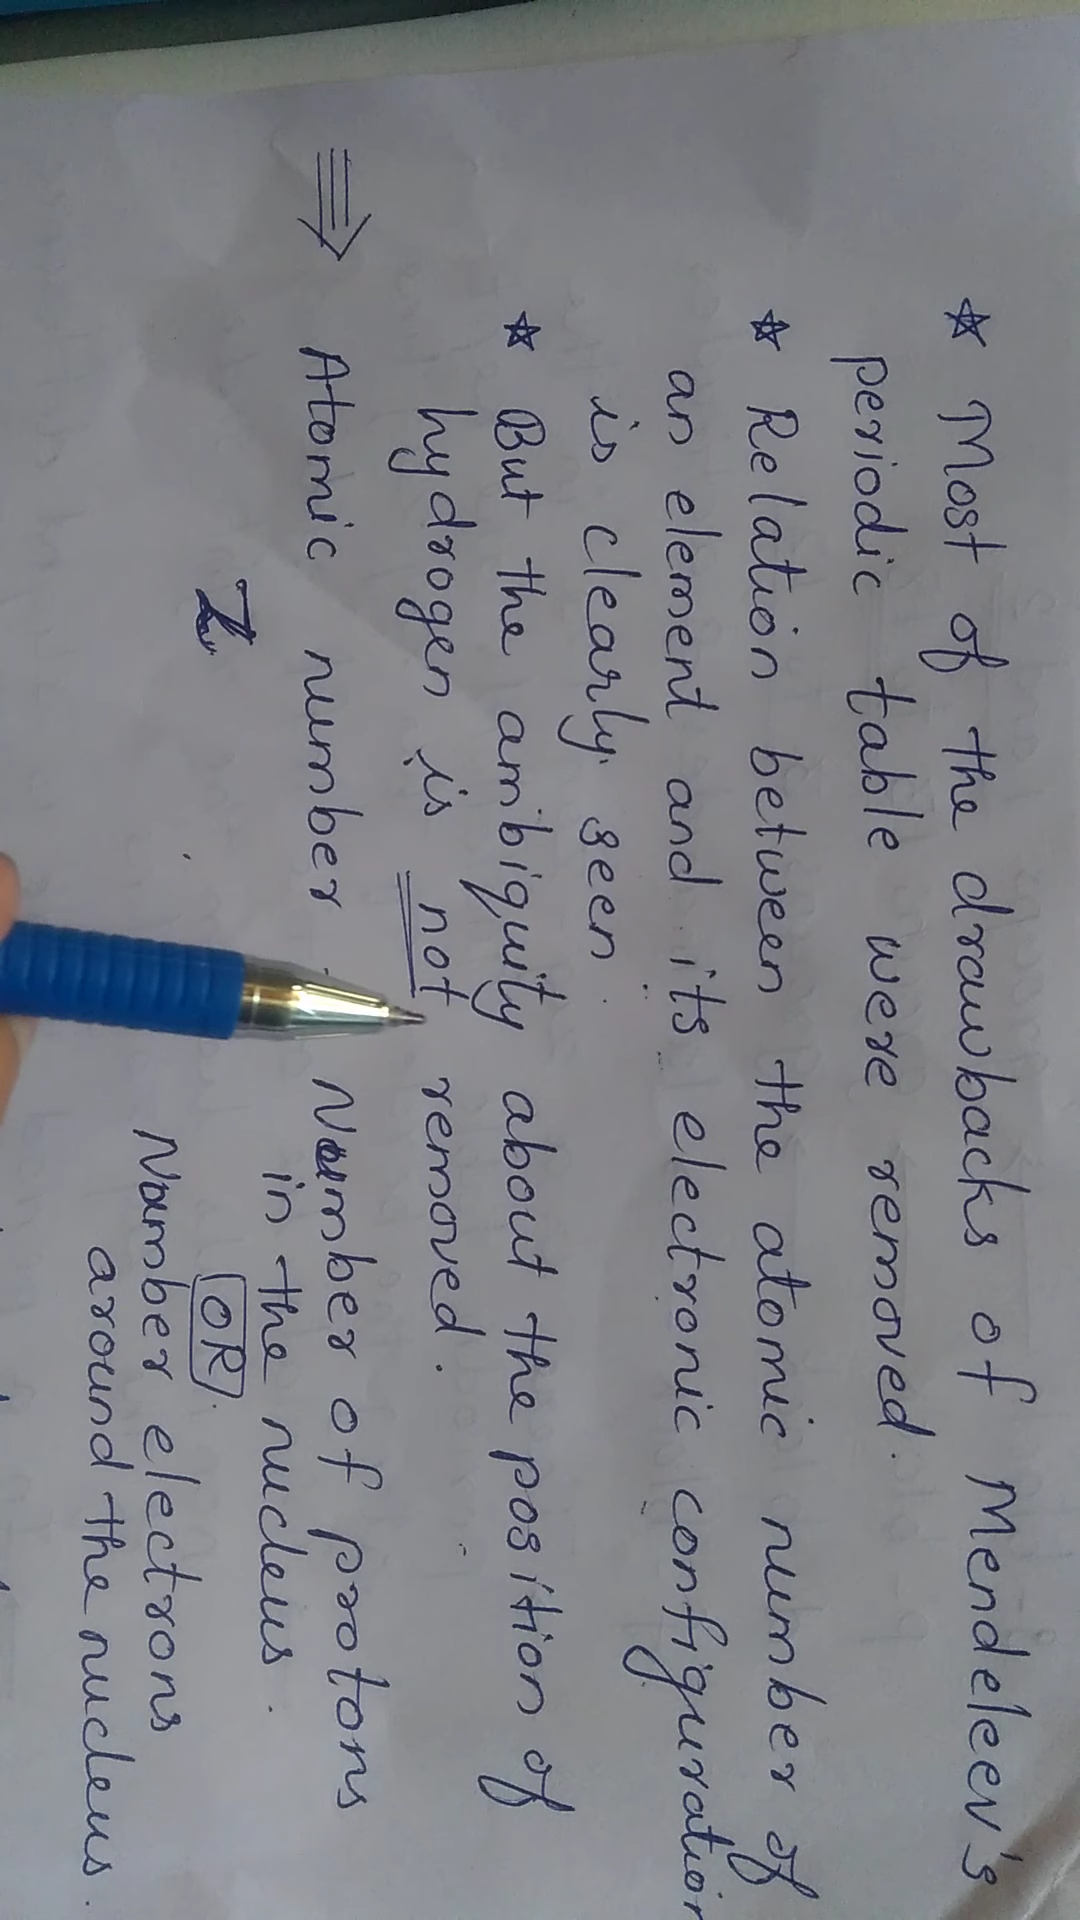 ☆ Most of the drawbacks of Mendeleev's
periodic table were removed.
☆ Relation between the atomic number of
an element and its electronic configuration
is clearly seen.
☆ But the ambiquity about the position of
hydrogen is not removed.
⇒ Atomic number
Z
Number of protons
in the nucleus.
OR
Number electrons
around the nucleus.